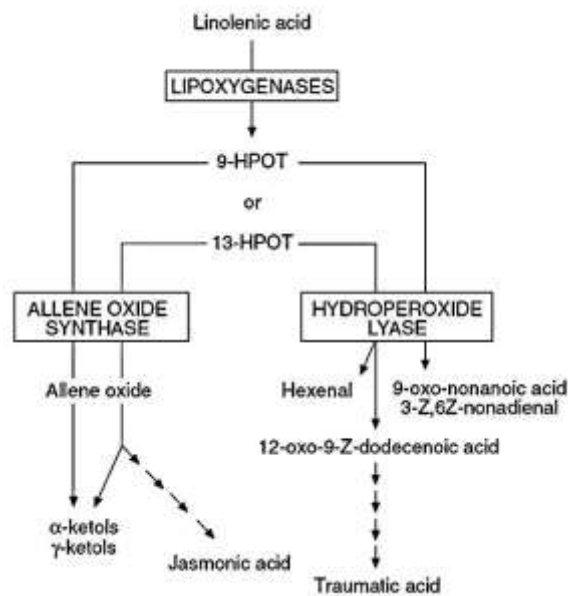 Linolenic acid
LIPOXYGENASES
9-HPOT
or
13-HPOT
ALLENE OXIDE
SYNTHASE
HYDROPEROXIDE
LYASE
Allene oxide
Hexenal
9-oxo-nonanoic acid
3-Z,6Z-nonadienal
12-oxo-9-Z-dodecenoic acid
α-ketols
γ-ketols
Jasmonic acid
Traumatic acid